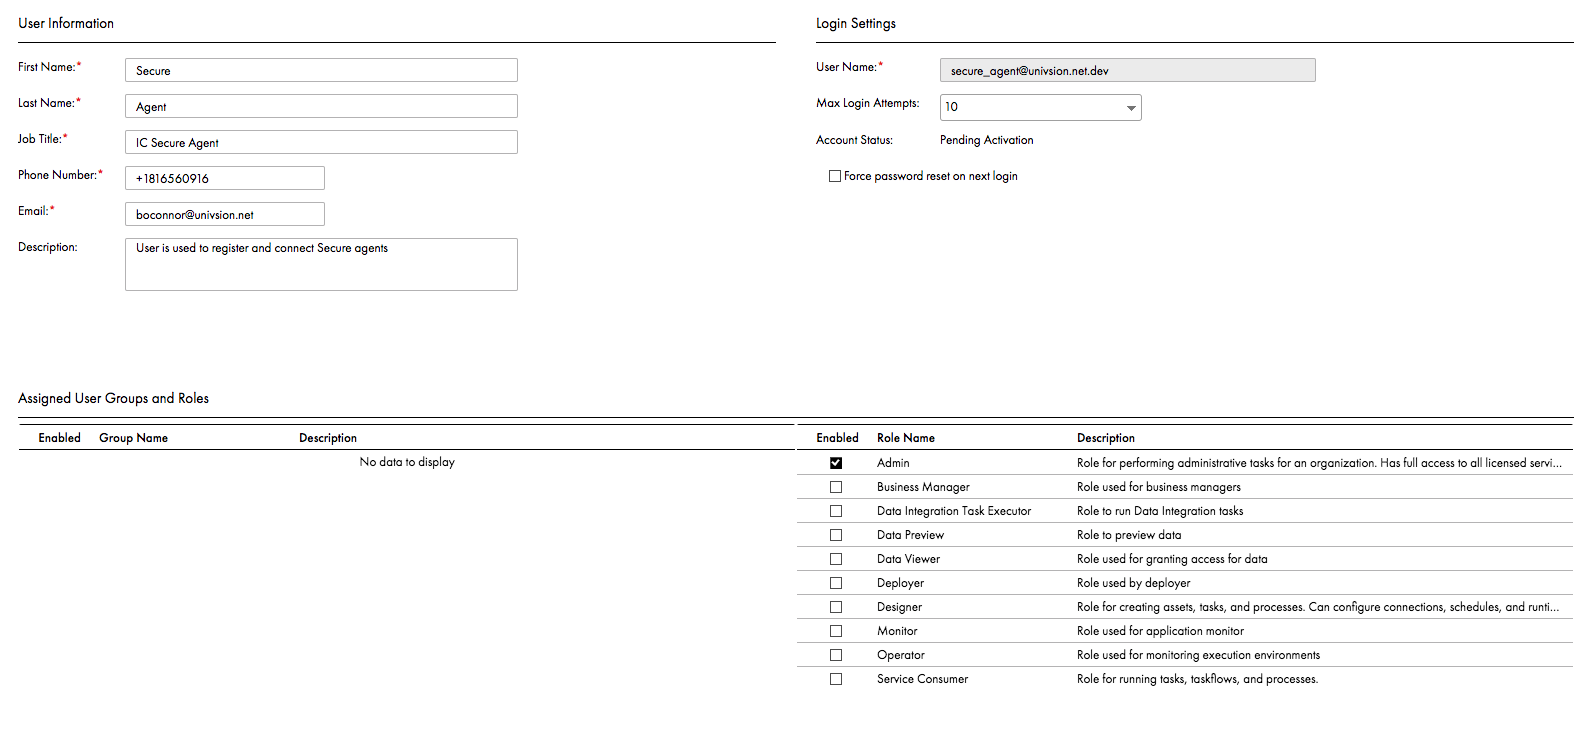 User Information
First Name:*
Secure
Last Name:*
Agent
Job Title:*
IC Secure Agent
Phone Number:*
+1816560916
Email:*
boconnor@univsion.net
Description:
User is used to register and connect Secure agents
Login Settings
User Name:*
secure_agent@univsion.net.dev
Max Login Attempts:
10
Account Status:
Pending Activation
Force password reset on next login
Assigned User Groups and Roles
Enabled Group Name Description
No data to display
Enabled Role Name Description
Admin Role for performing administrative tasks for an organization. Has full access to all licensed servi...
Business Manager Role used for business managers
Data Integration Task Executor Role to run Data Integration tasks
Data Preview Role to preview data
Data Viewer Role used for granting access for data
Deployer Role used by deployer
Designer Role for creating assets, tasks, and processes. Can configure connections, schedules, and runti...
Monitor Role used for application monitor
Operator Role used for monitoring execution environments
Service Consumer Role for running tasks, taskflows, and processes.